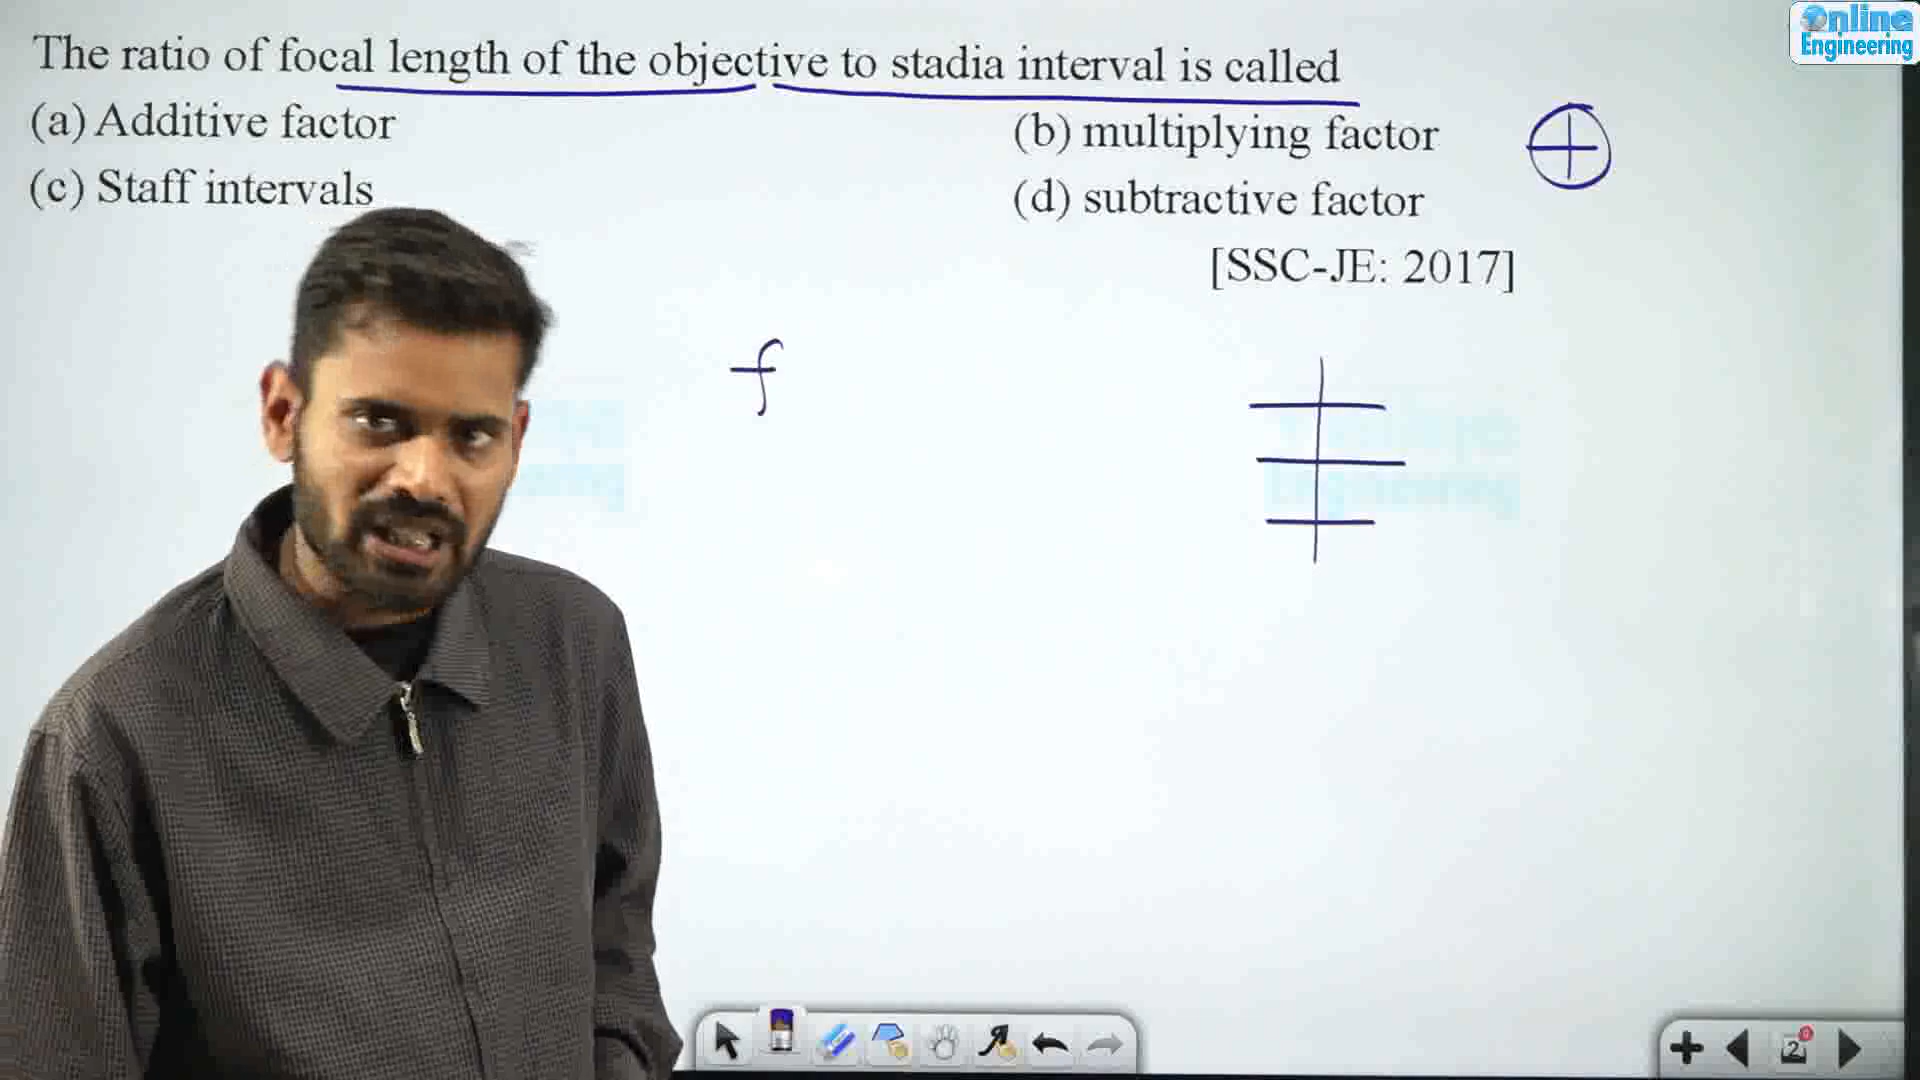 Online
Engineering
The ratio of focal length of the objective to stadia interval is called
(a) Additive factor
(b) multiplying factor
(c) Staff intervals
(d) subtractive factor
[SSC-JE: 2017]
f
2